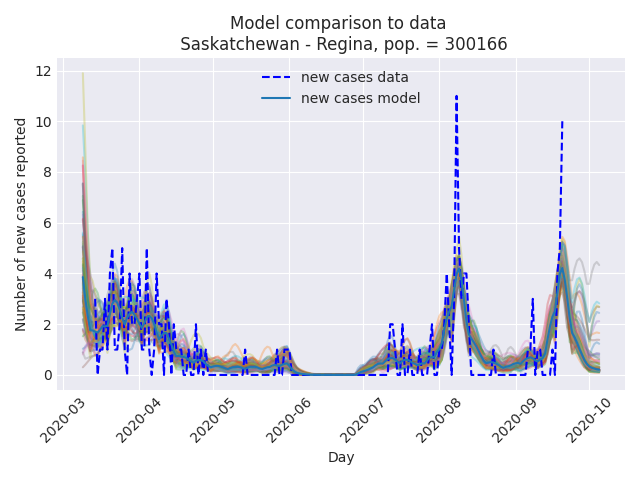 Model comparison to data
Saskatchewan - Regina, pop. = 300166
new cases data
new cases model
Number of new cases reported
12
10
8
6
4
2
0
2020-03
2020-04
2020-05
2020-06
2020-07
2020-08
2020-09
2020-10
Day